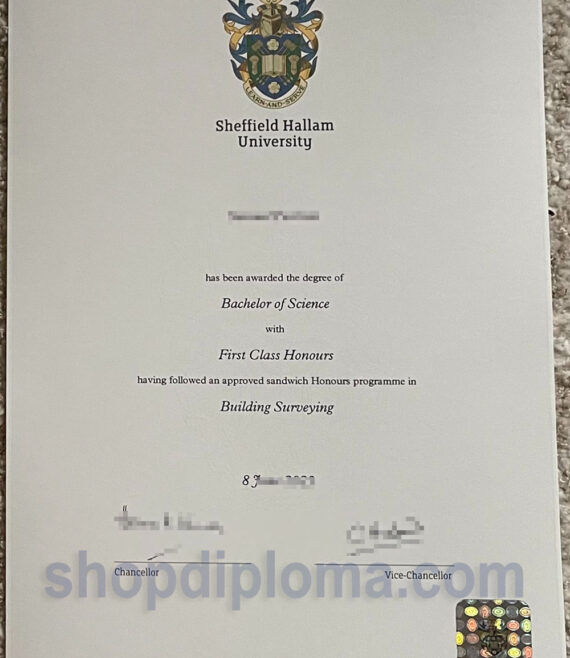 LEARN-AND-SERVE
Sheffield Hallam
University
has been awarded the degree of
Bachelor of Science
with
First Class Honours
having followed an approved sandwich Honours programme in
Building Surveying
8
Chancellor
Vice-Chancellor
shopdiploma.com